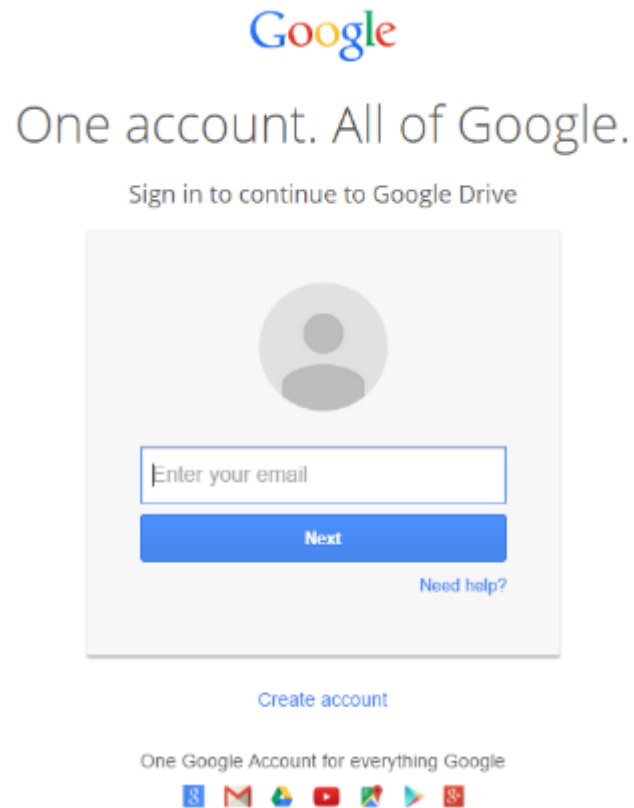 Google
One account. All of Google.
Sign in to continue to Google Drive
Enter your email
Next
Need help?
Create account
One Google Account for everything Google